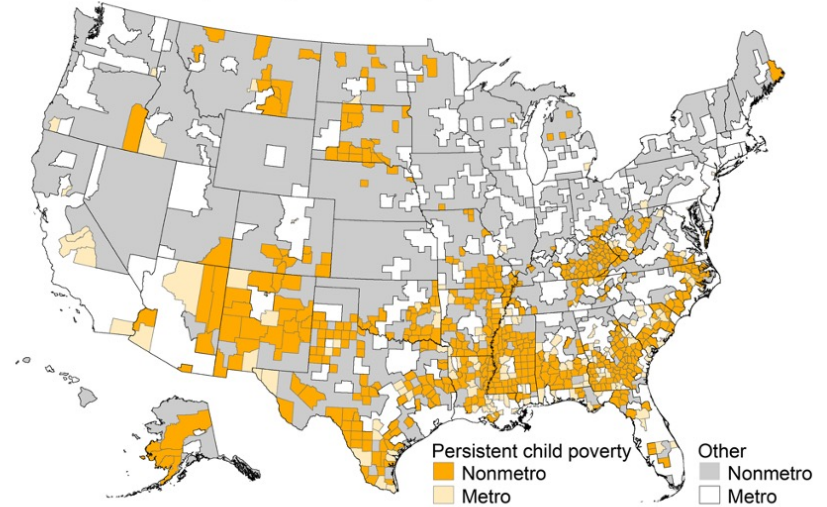 Persistent child poverty
Nonmetro
Metro
Other
Nonmetro
Metro